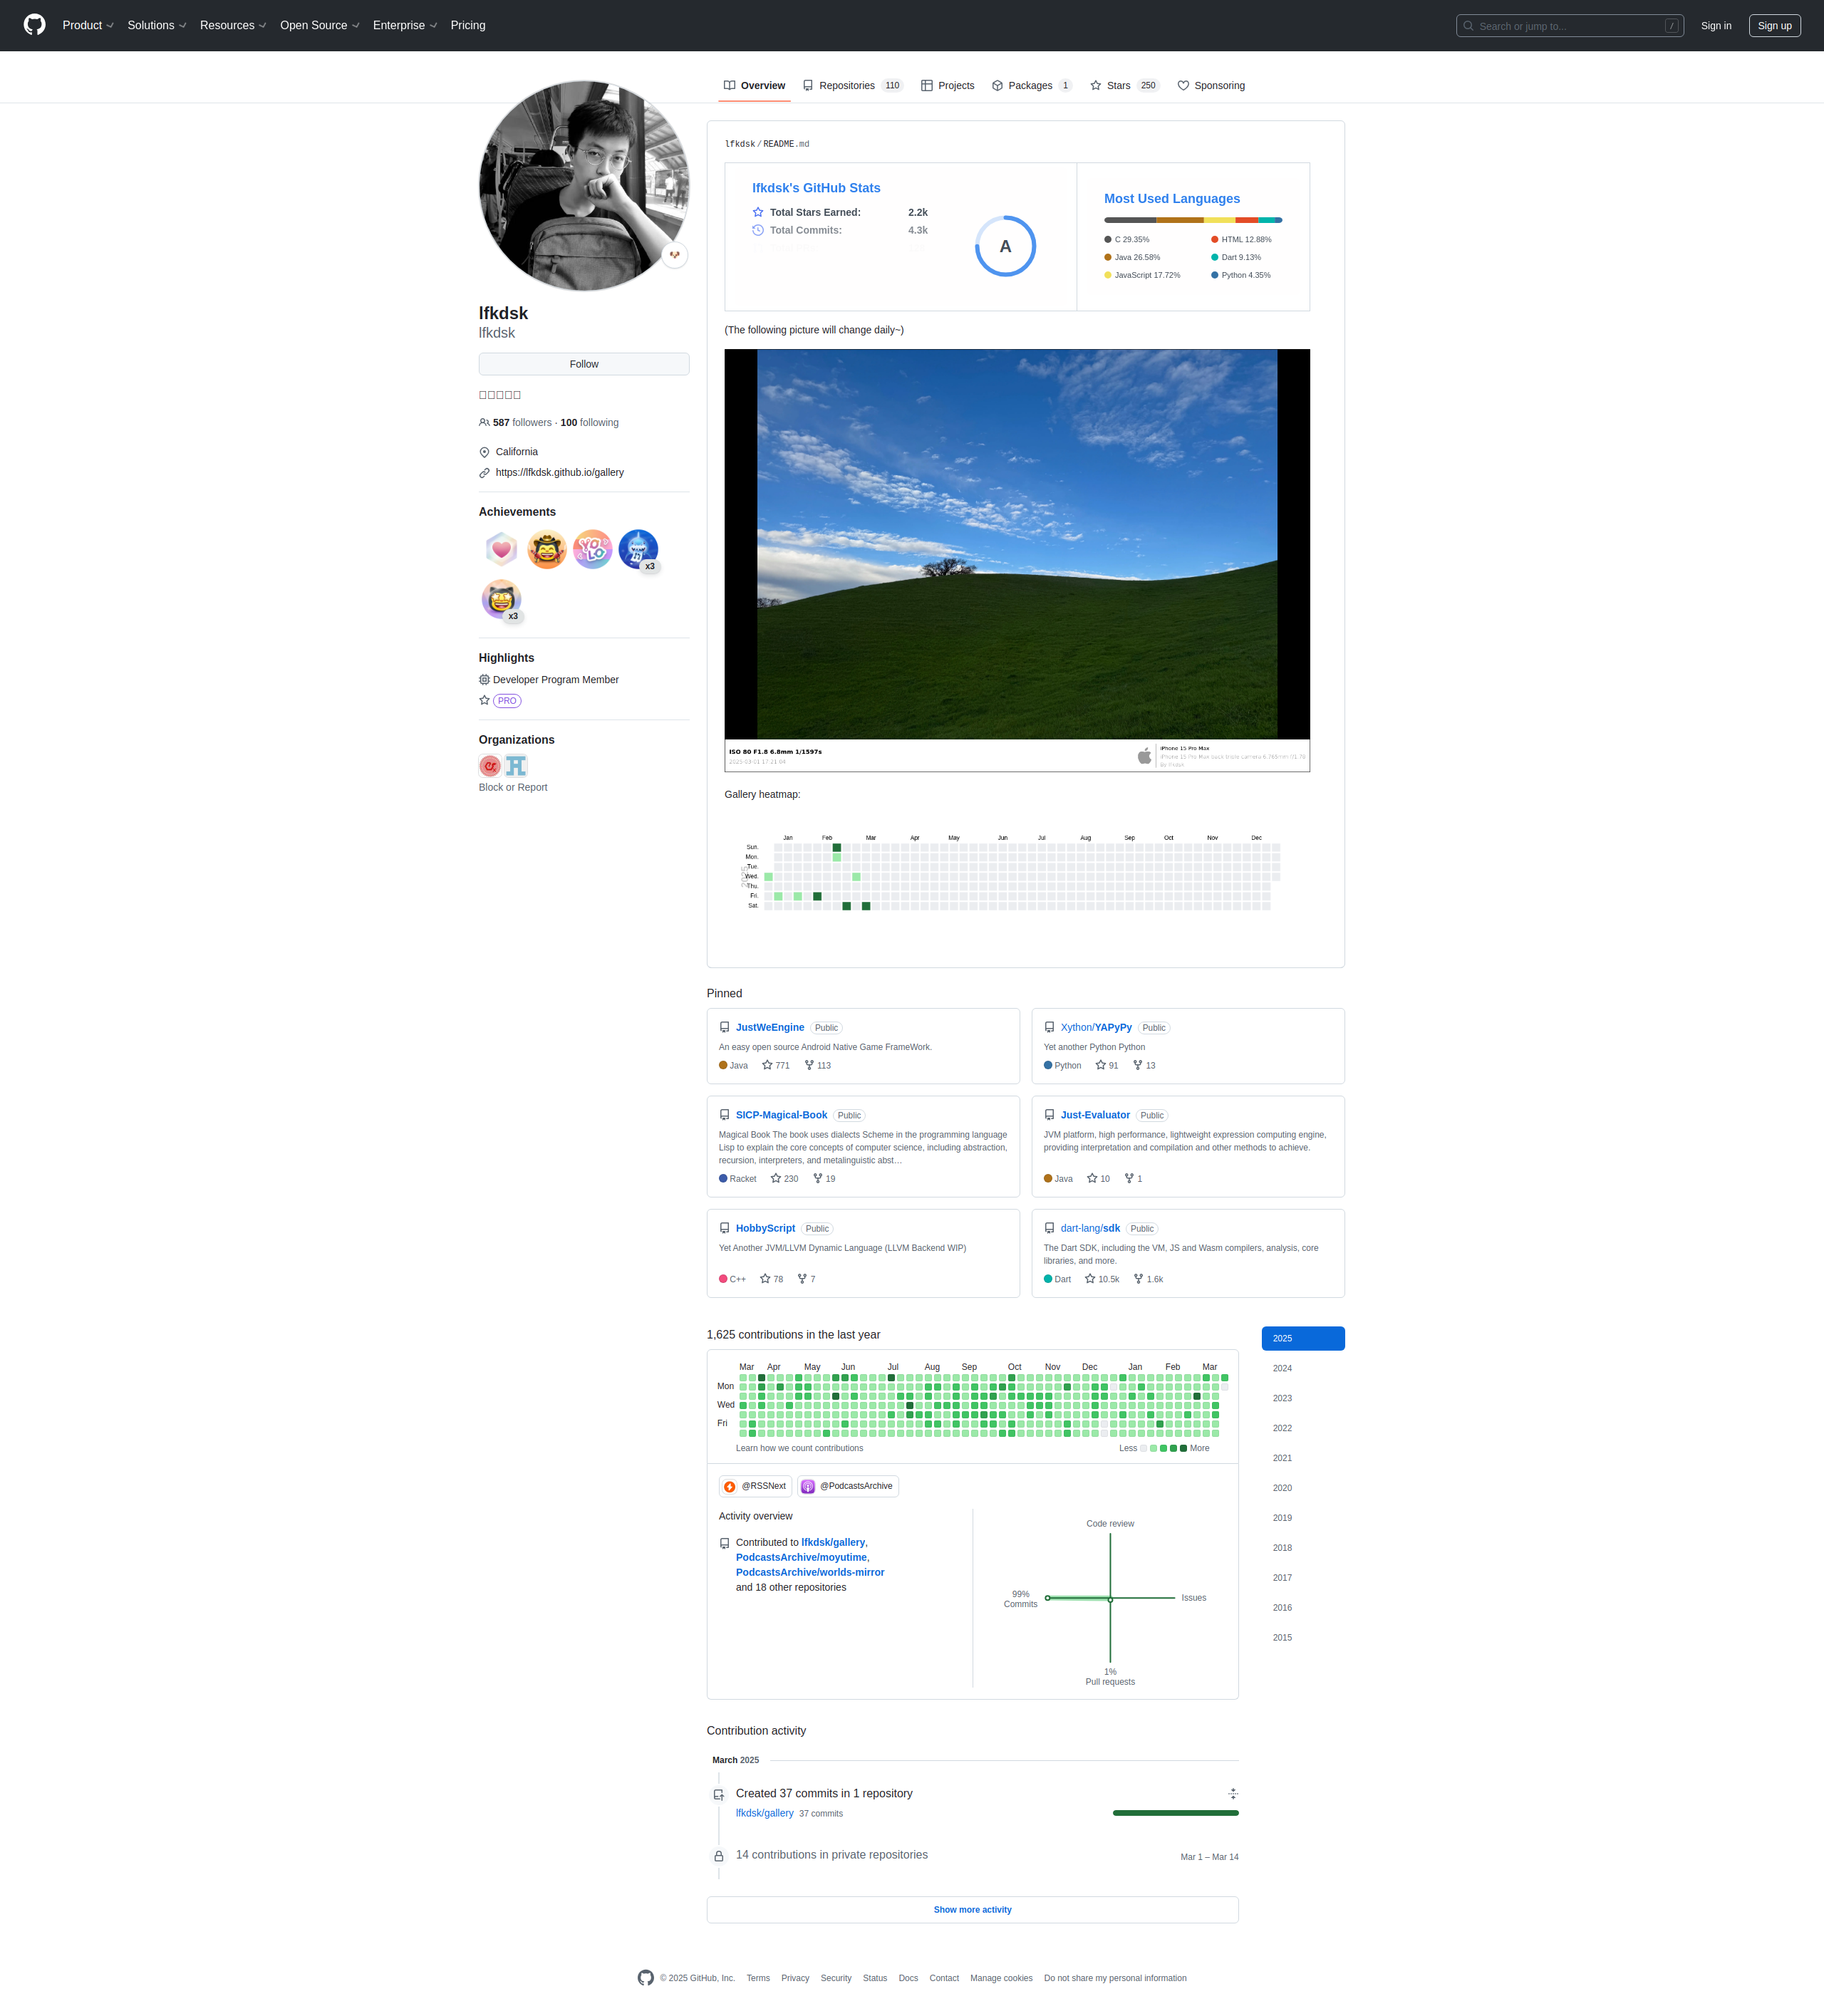 Product Solutions Resources Open Source Enterprise Pricing Search or jump to... / Sign in Sign up
Overview Repositories 110 Projects Packages 1 Stars 250 Sponsoring
lfkdsk
lfkdsk
Follow
587 followers · 100 following
California
https://lfkdsk.github.io/gallery
Achievements
YOLO
x3
x3
Highlights
Developer Program Member
PRO
Organizations
Block or Report
lfkdsk/README.md
lfkdsk's GitHub Stats
Total Stars Earned: 2.2k
Total Commits: 4.3k
A
Most Used Languages
C 29.35% HTML 12.88%
Java 26.58% Dart 9.13%
JavaScript 17.72% Python 4.35%
(The following picture will change daily~)
ISO 80 F1.8 6.8mm 1/1597s
iPhone 15 Pro Max
Gallery heatmap:
Jan Feb Mar Apr May Jun Jul Aug Sep Oct Nov Dec
Sun.
Mon.
Tue.
Wed.
Thu.
Fri.
Sat.
2025
Pinned
JustWeEngine Public
An easy open source Android Native Game FrameWork.
Java 771 113
Xython/YAPyPy Public
Yet another Python Python
Python 91 13
SICP-Magical-Book Public
Magical Book The book uses dialects Scheme in the programming language
Lisp to explain the core concepts of computer science, including abstraction,
recursion, interpreters, and metalinguistic abst…
Racket 230 19
Just-Evaluator Public
JVM platform, high performance, lightweight expression computing engine,
providing interpretation and compilation and other methods to achieve.
Java 10 1
HobbyScript Public
Yet Another JVM/LLVM Dynamic Language (LLVM Backend WIP)
C++ 78 7
dart-lang/sdk Public
The Dart SDK, including the VM, JS and Wasm compilers, analysis, core
libraries, and more.
Dart 10.5k 1.6k
1,625 contributions in the last year
Mar Apr May Jun Jul Aug Sep Oct Nov Dec Jan Feb Mar
Mon
Wed
Fri
Learn how we count contributions Less More
@RSSNext @PodcastsArchive
Activity overview
Contributed to lfkdsk/gallery,
PodcastsArchive/moyutime,
PodcastsArchive/worlds-mirror
and 18 other repositories
Code review
99%
Commits
Issues
1%
Pull requests
2025
2024
2023
2022
2021
2020
2019
2018
2017
2016
2015
Contribution activity
March 2025
Created 37 commits in 1 repository
lfkdsk/gallery 37 commits
14 contributions in private repositories Mar 1 – Mar 14
Show more activity
© 2025 GitHub, Inc. Terms Privacy Security Status Docs Contact Manage cookies Do not share my personal information